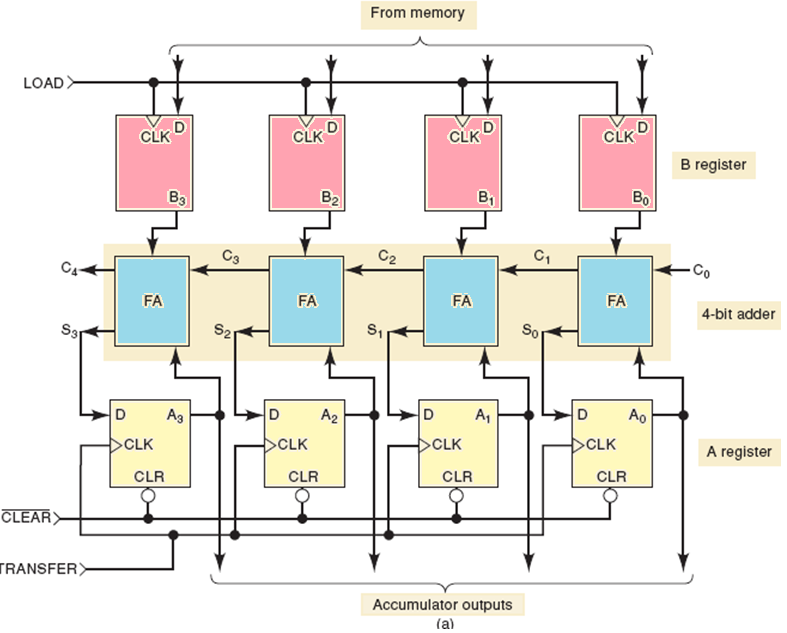 From memory
LOAD
D D D D
CLK CLK CLK CLK
B register
B3 B2 B1 B0
C4 C3 C2 C1 C0
FA FA FA FA
4-bit adder
S3 S2 S1 S0
D A3 D A2 D A1 D A0
CLK CLK CLK CLK
A register
CLR CLR CLR CLR
CLEAR
TRANSFER
Accumulator outputs
(a)